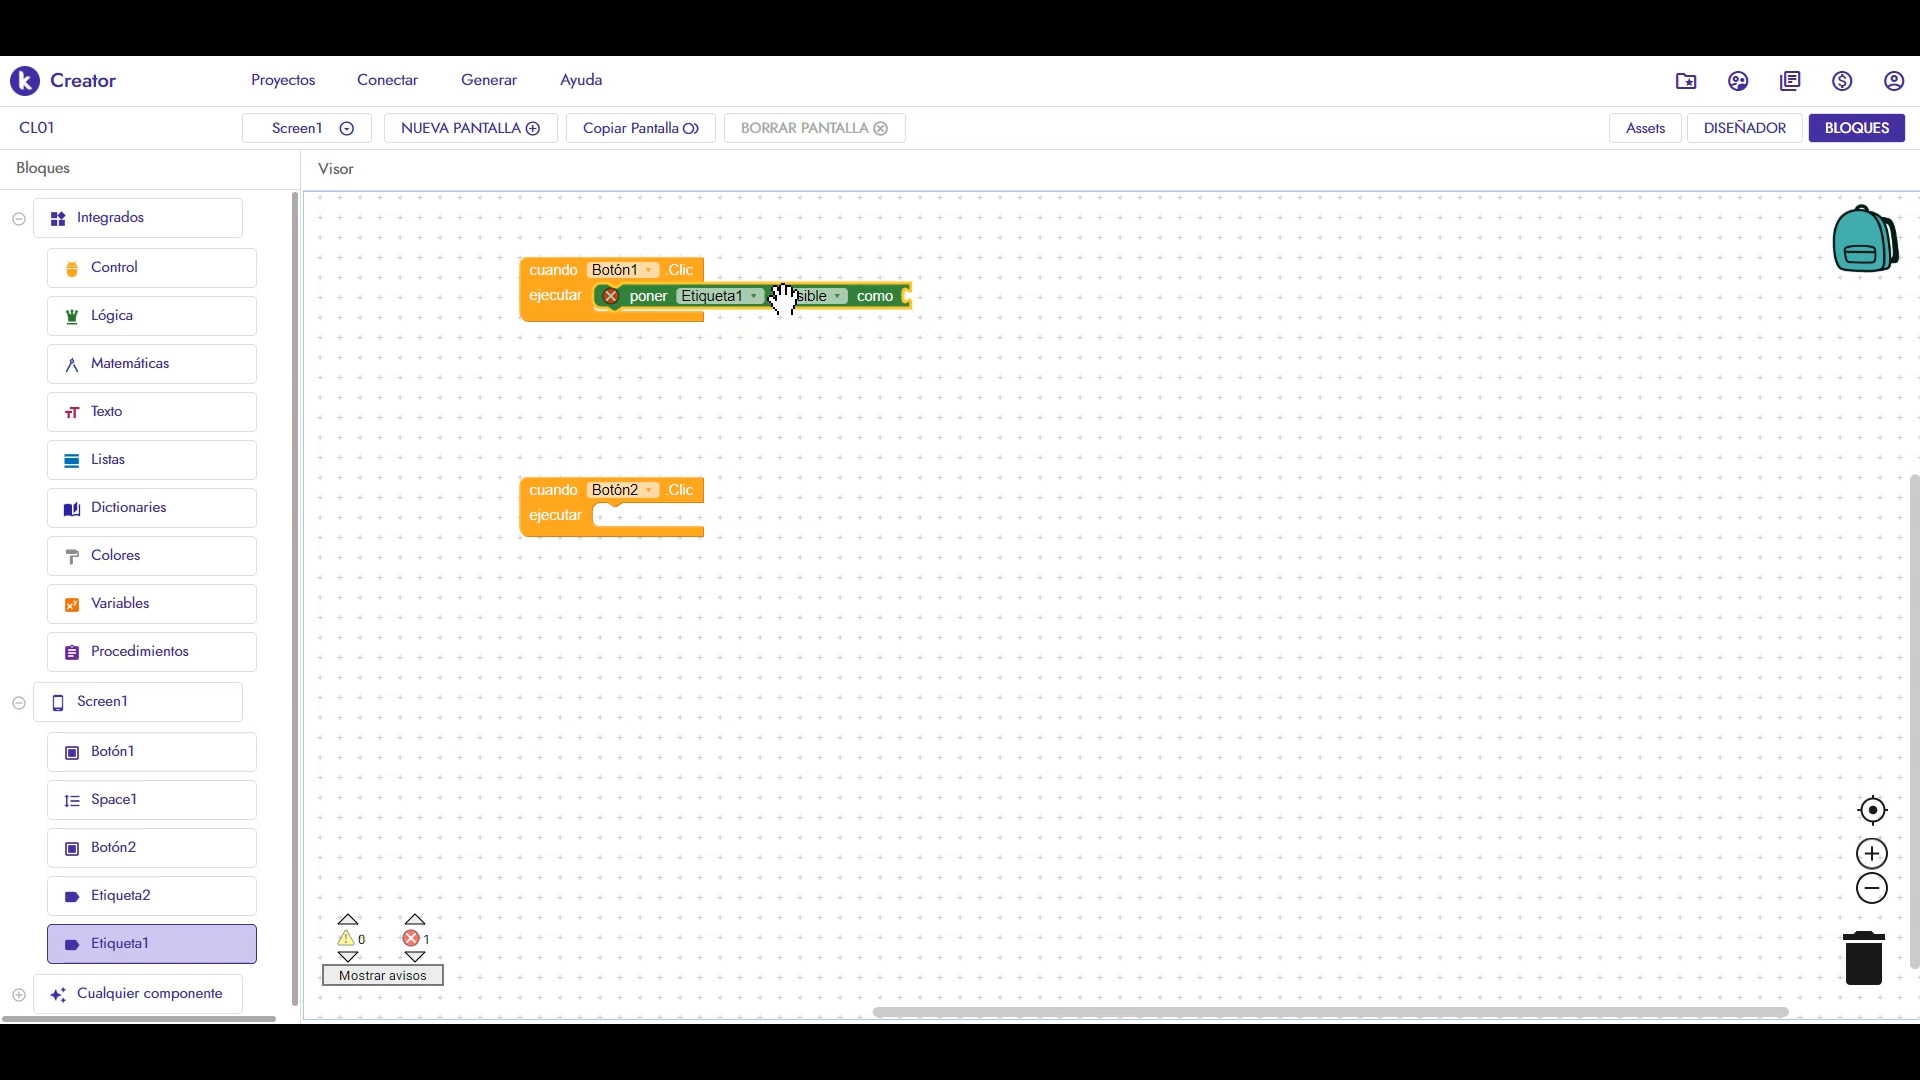 Creator
Proyectos
Conectar
Generar
Ayuda
CL01
Screen1
NUEVA PANTALLA
Copiar Pantalla
BORRAR PANTALLA
Assets
DISEÑADOR
BLOQUES
Bloques
Visor
Integrados
Control
Lógica
Matemáticas
Texto
Listas
Dictionaries
Colores
Variables
Procedimientos
Screen1
Botón1
Space1
Botón2
Etiqueta2
Etiqueta1
Cualquier componente
cuando Botón1 .Clic
ejecutar poner Etiqueta1 como
cuando Botón2 .Clic
ejecutar
0 1
Mostrar avisos